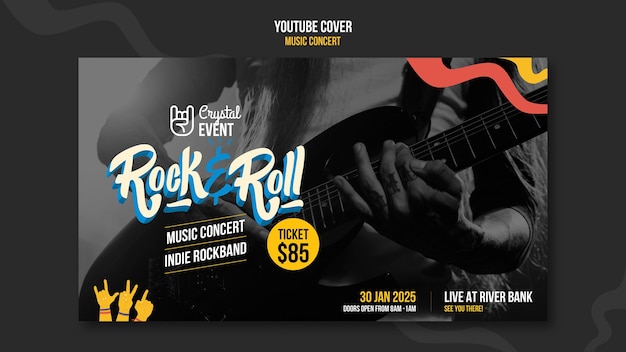 YOUTUBE COVER
MUSIC CONCERT
Crystal
EVENT
Rock & Roll
MUSIC CONCERT
INDIE ROCKBAND
TICKET
$85
30 JAN 2025
DOORS OPEN FROM 8AM -1AM
LIVE AT RIVER BANK
SEE YOU THERE!